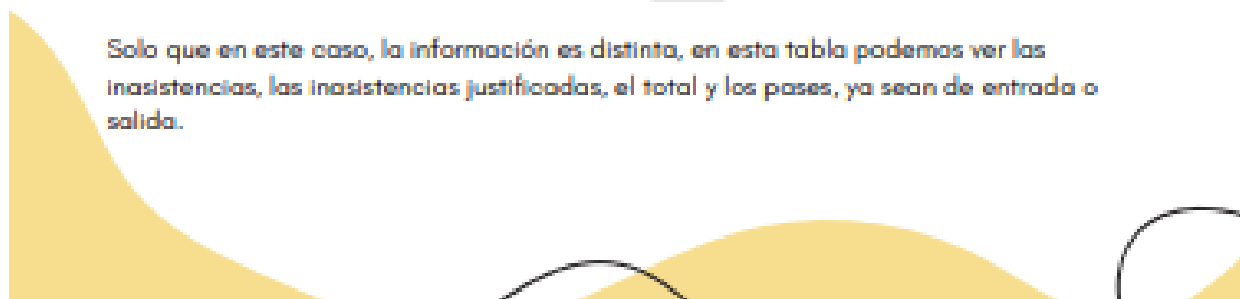 Solo que en este caso, la información es distinta, en esta tabla podemos ver las
inasistencias, las inasistencias justificadas, el total y los pases, ya sean de entrada o
salida.